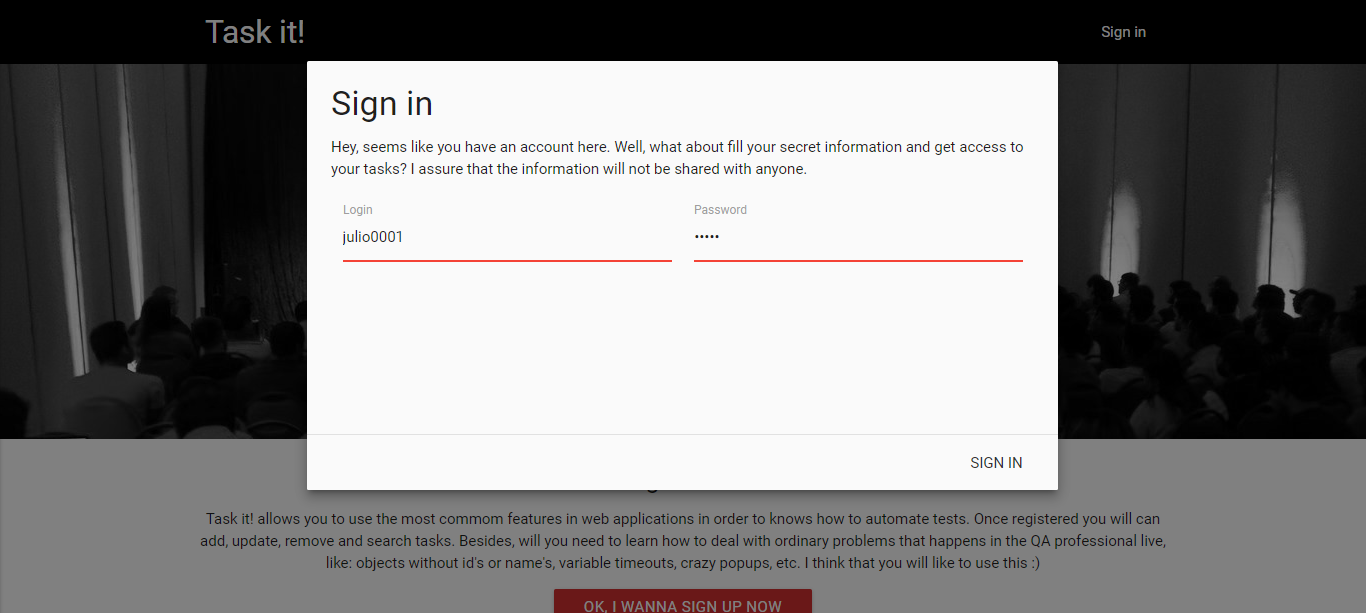 Task it!
Sign in
Sign in
Hey, seems like you have an account here. Well, what about fill your secret information and get access to
your tasks? I assure that the information will not be shared with anyone.
Login
Password
julio0001
•••••
SIGN IN
Task it! allows you to use the most commom features in web applications in order to knows how to automate tests. Once registered you will can
add, update, remove and search tasks. Besides, will you need to learn how to deal with ordinary problems that happens in the QA professional live,
like: objects without id's or name's, variable timeouts, crazy popups, etc. I think that you will like to use this :)
OK, I WANNA SIGN UP NOW